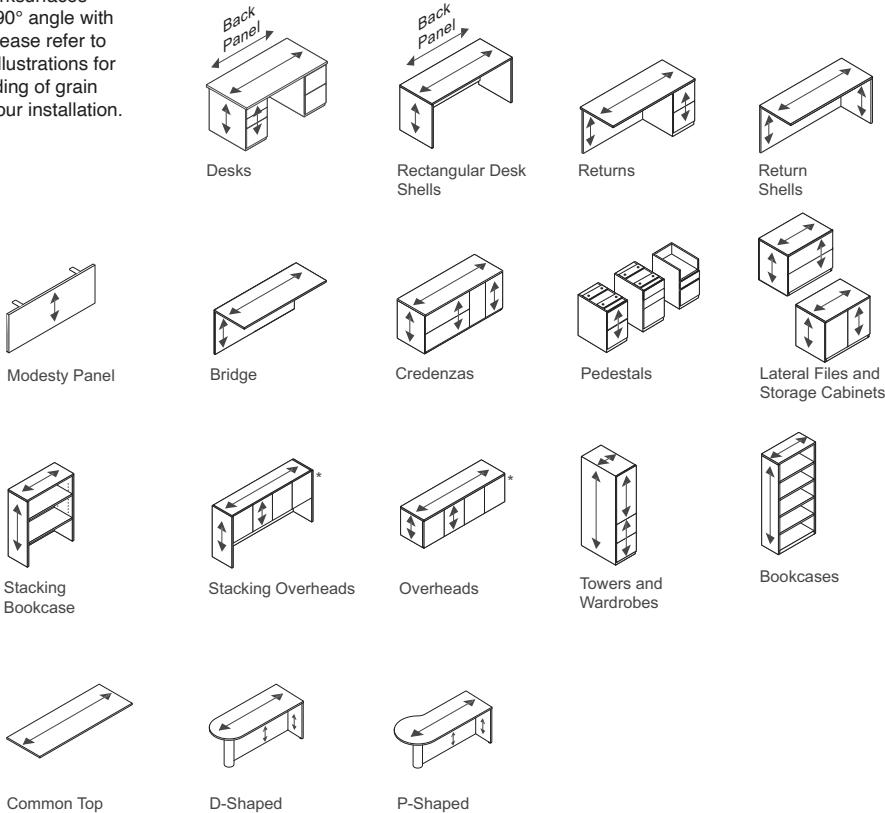 90° angle with
ease refer to
llustrations for
ding of grain
our installation.
Back
Panel
Back
Panel
Desks
Rectangular Desk
Shells
Returns
Return
Shells
Modesty Panel
Bridge
Credenzas
Pedestals
Lateral Files and
Storage Cabinets
Stacking
Bookcase
*
Stacking Overheads
*
Overheads
Towers and
Wardrobes
Bookcases
Common Top
D-Shaped
P-Shaped